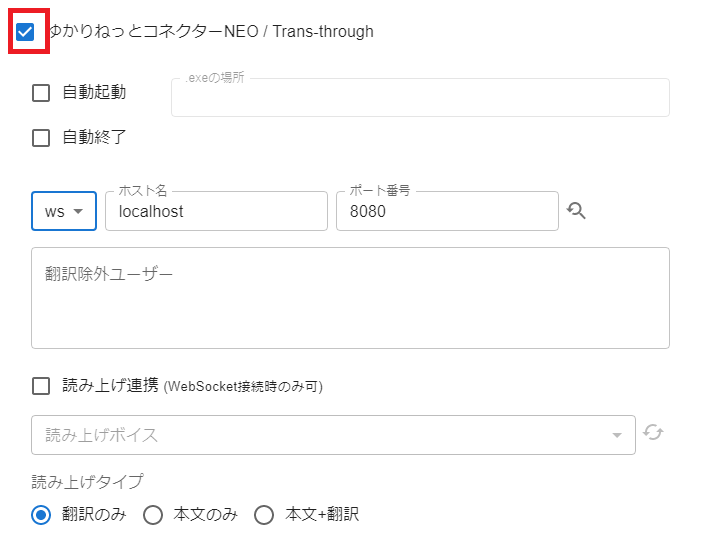 ゆかりねっとコネクターNEO / Trans-through
自動起動
.exeの場所
自動終了
ws
ホスト名
localhost
ポート番号
8080
翻訳除外ユーザー
読み上げ連携 (WebSocket接続時のみ可)
読み上げボイス
読み上げタイプ
翻訳のみ 本文のみ 本文+翻訳